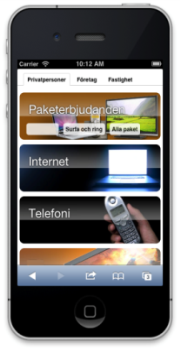 Carrier 10:12 AM
Privatpersoner Företag Fastighet
Paketerbjudanden
Surfa och ring Alla paket
Internet
Telefoni